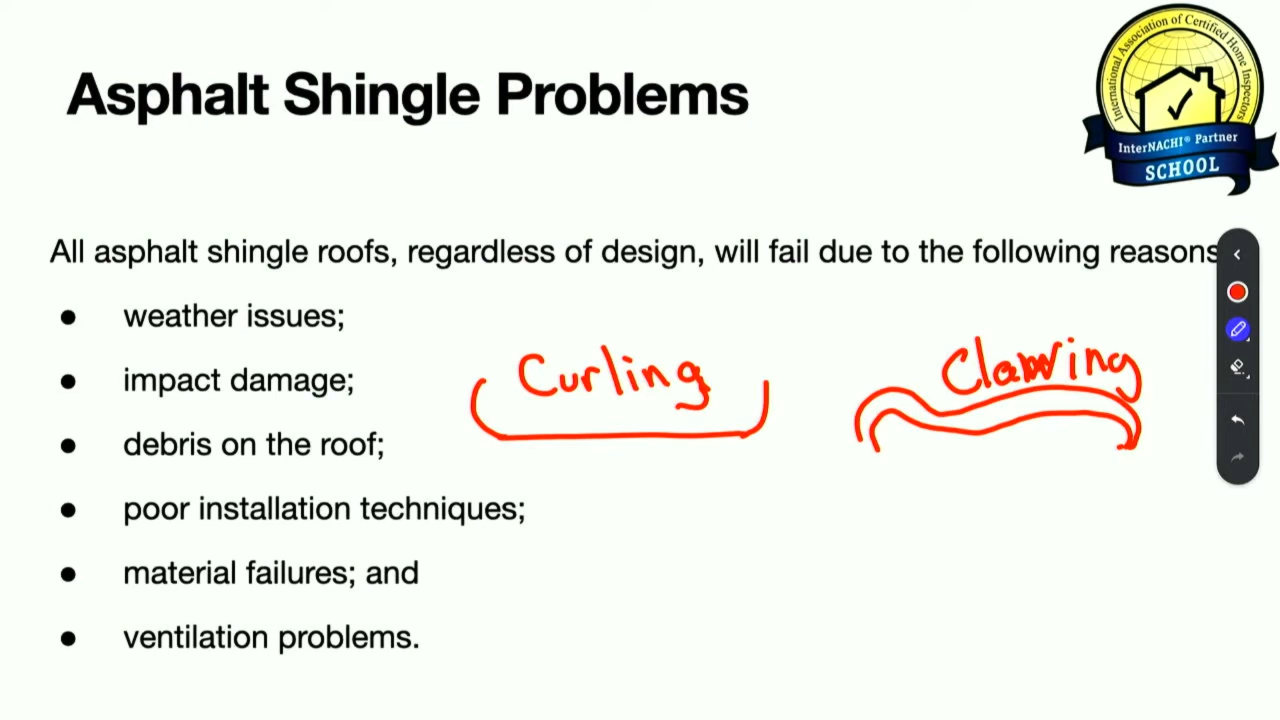 Asphalt Shingle Problems
International Association of Certified Home Inspectors
InterNACHI® Partner
SCHOOL
All asphalt shingle roofs, regardless of design, will fail due to the following reasons
● weather issues;
● impact damage;
● debris on the roof;
● poor installation techniques;
● material failures; and
● ventilation problems.
Curling
Clawing